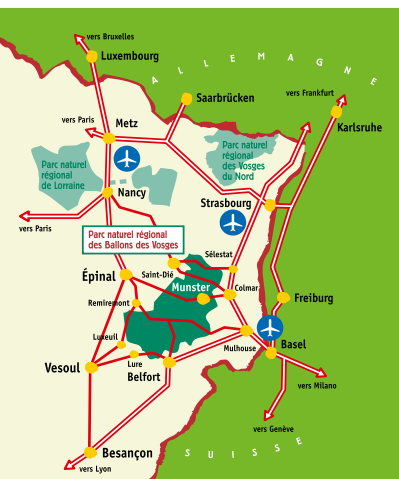 vers Bruxelles
Luxembourg
ALLEMAGNE
vers Frankfurt
Saarbrücken
vers Paris
Metz
Karlsruhe
Parc naturel
régional
de Lorraine
Parc naturel
régional
des Vosges
du Nord
Nancy
Strasbourg
vers Paris
Parc naturel régional
des Ballons des Vosges
Sélestat
Saint-Dié
Épinal
Munster
Colmar
Remiremont
Freiburg
Luxeuil
Mulhouse
Basel
Lure
Vesoul
Belfort
vers Milano
vers Genève
SUISSE
Besançon
vers Lyon